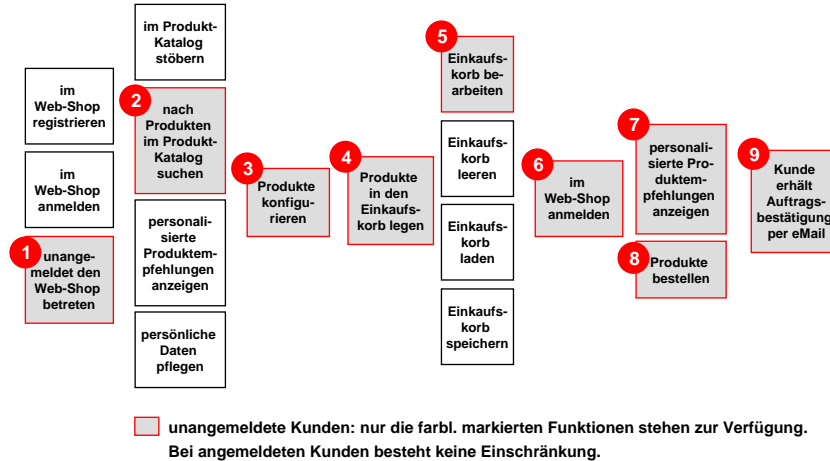 im
Web-Shop
registrieren
im
Web-Shop
anmelden
1
unange-
meldet den
Web-Shop
betreten
im Produkt-
Katalog
stöbern
2
nach
Produkten
im Produkt-
Katalog
suchen
personali-
sierte
Produktem-
pfehlungen
anzeigen
persönliche
Daten
pflegen
3
Produkte
konfigu-
rieren
4
Produkte
in den
Einkaufs-
korb legen
5
Einkaufs-
korb be-
arbeiten
Einkaufs-
korb
leeren
Einkaufs-
korb
laden
Einkaufs-
korb
speichern
6
im
Web-Shop
anmelden
7
personali-
sierte Pro-
duktem-
pfehlungen
anzeigen
8
Produkte
bestellen
9
Kunde
erhält
Auftrags-
bestätigung
per eMail
unangemeldete Kunden: nur die farbl. markierten Funktionen stehen zur Verfügung.
Bei angemeldeten Kunden besteht keine Einschränkung.